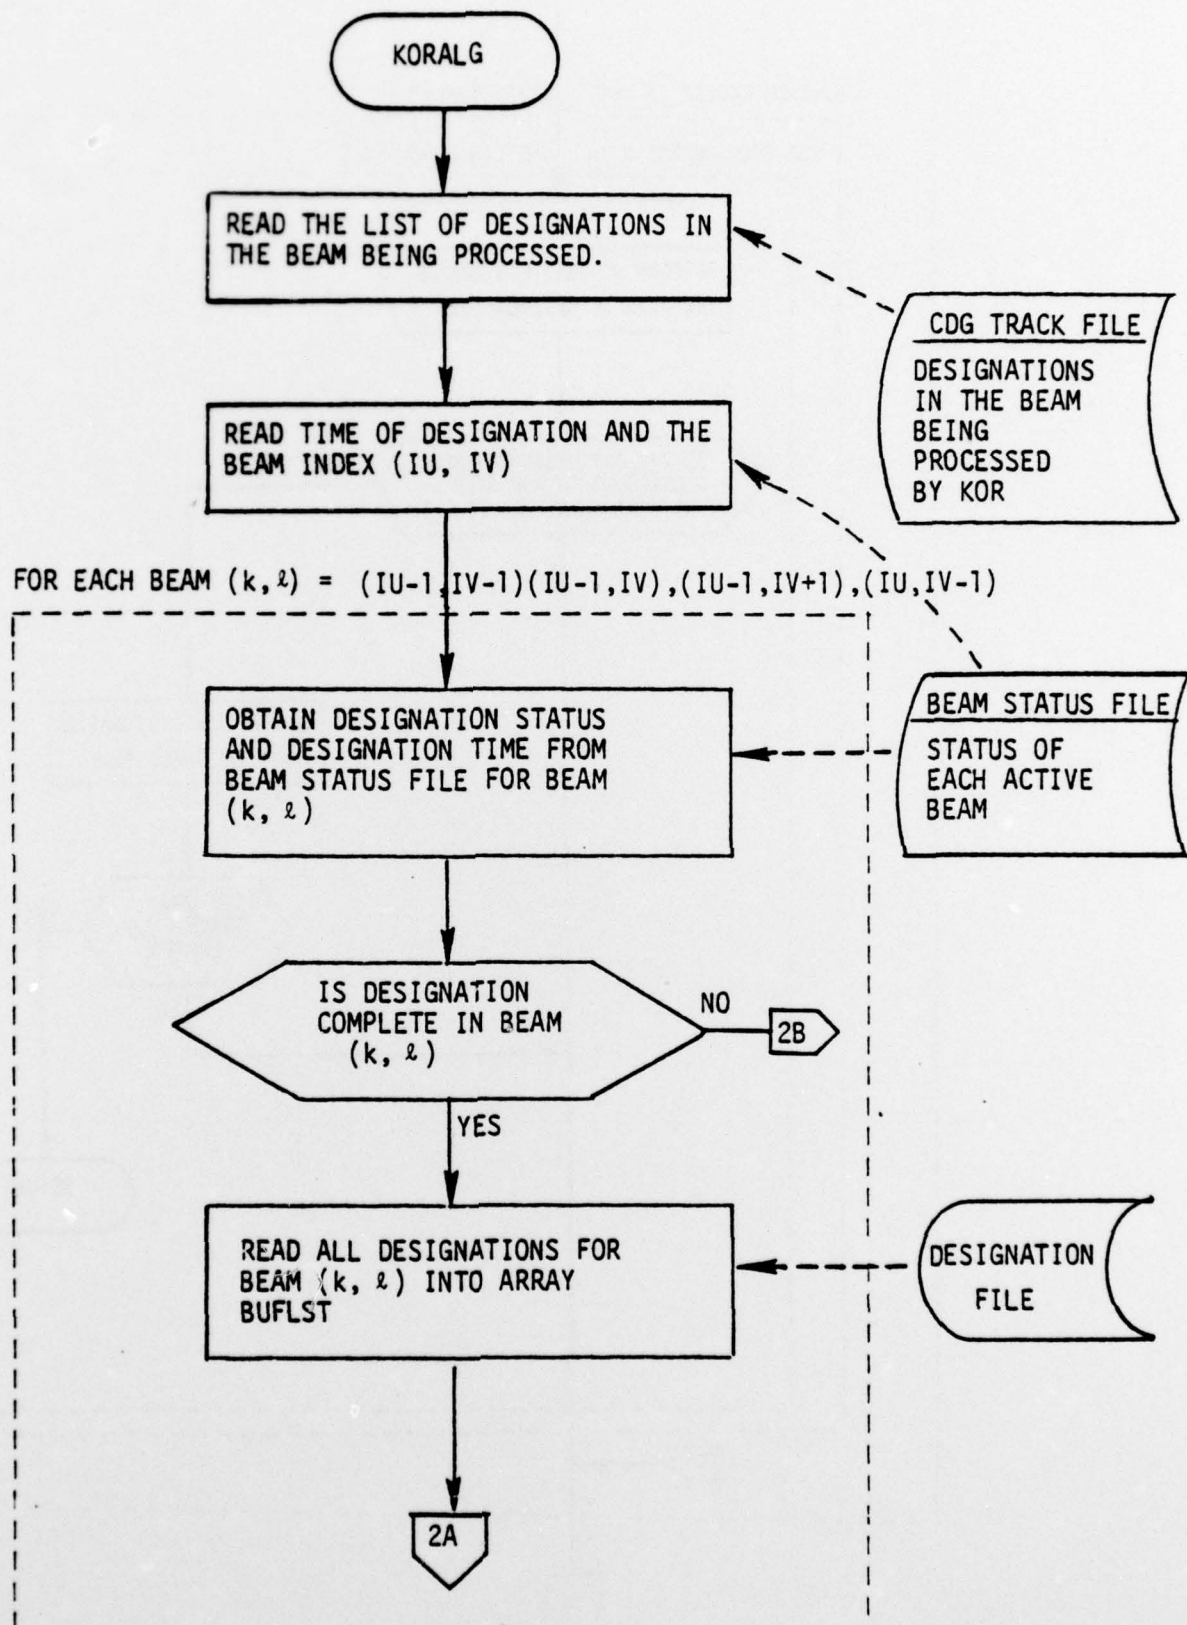 KORALG
READ THE LIST OF DESIGNATIONS IN
THE BEAM BEING PROCESSED.
CDG TRACK FILE
DESIGNATIONS
IN THE BEAM
BEING
PROCESSED
BY KOR
READ TIME OF DESIGNATION AND THE
BEAM INDEX (IU, IV)
FOR EACH BEAM (k, ℓ) = (IU-1,IV-1)(IU-1,IV),(IU-1,IV+1),(IU,IV-1)
OBTAIN DESIGNATION STATUS
AND DESIGNATION TIME FROM
BEAM STATUS FILE FOR BEAM
(k, ℓ)
BEAM STATUS FILE
STATUS OF
EACH ACTIVE
BEAM
IS DESIGNATION
COMPLETE IN BEAM
(k, ℓ)
NO
2B
YES
READ ALL DESIGNATIONS FOR
BEAM (k, ℓ) INTO ARRAY
BUFLST
DESIGNATION
FILE
2A